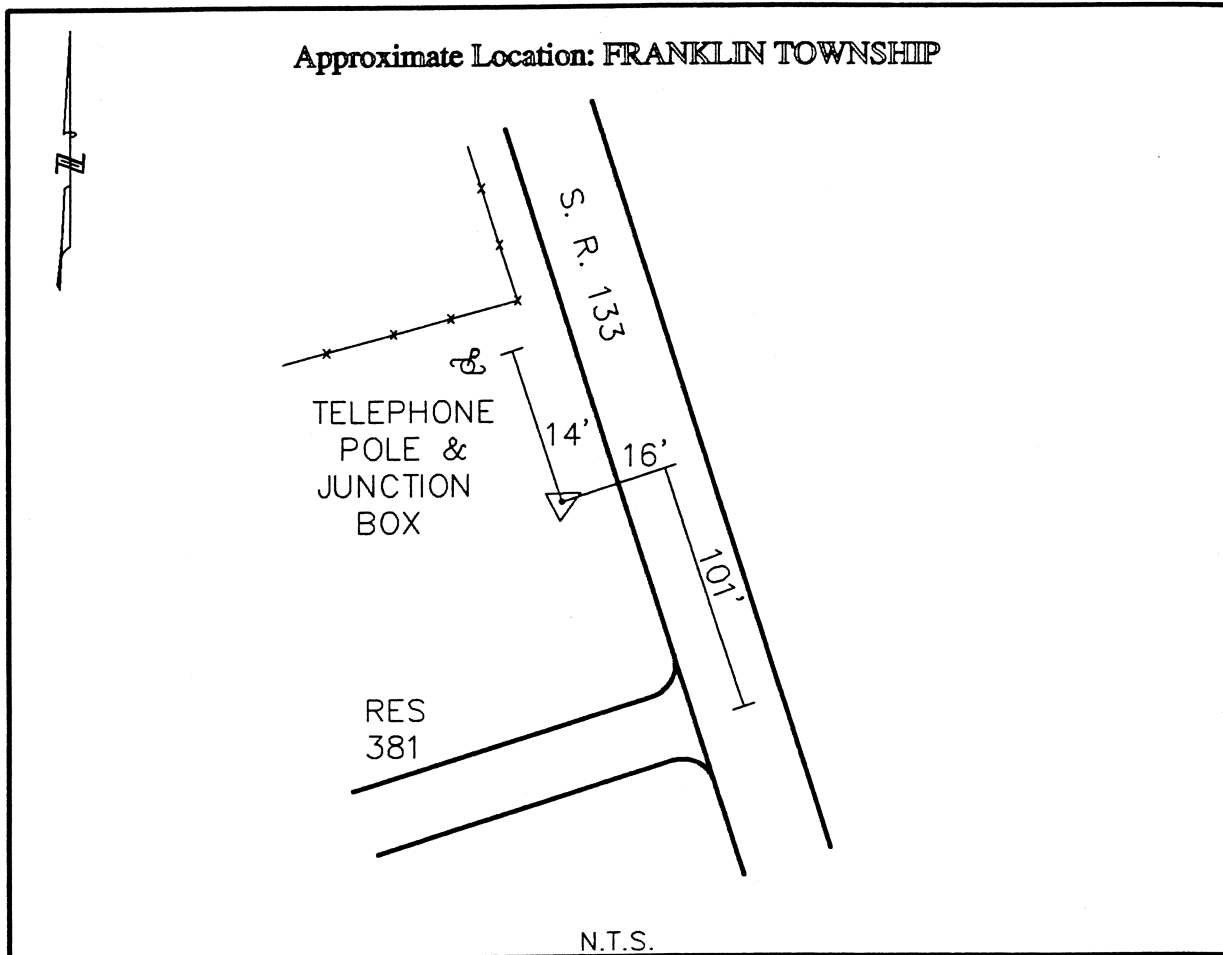 Approximate Location: FRANKLIN TOWNSHIP
N
S. R. 133
TELEPHONE
POLE &
JUNCTION
BOX
14'
16'
101'
RES
381
N.T.S.